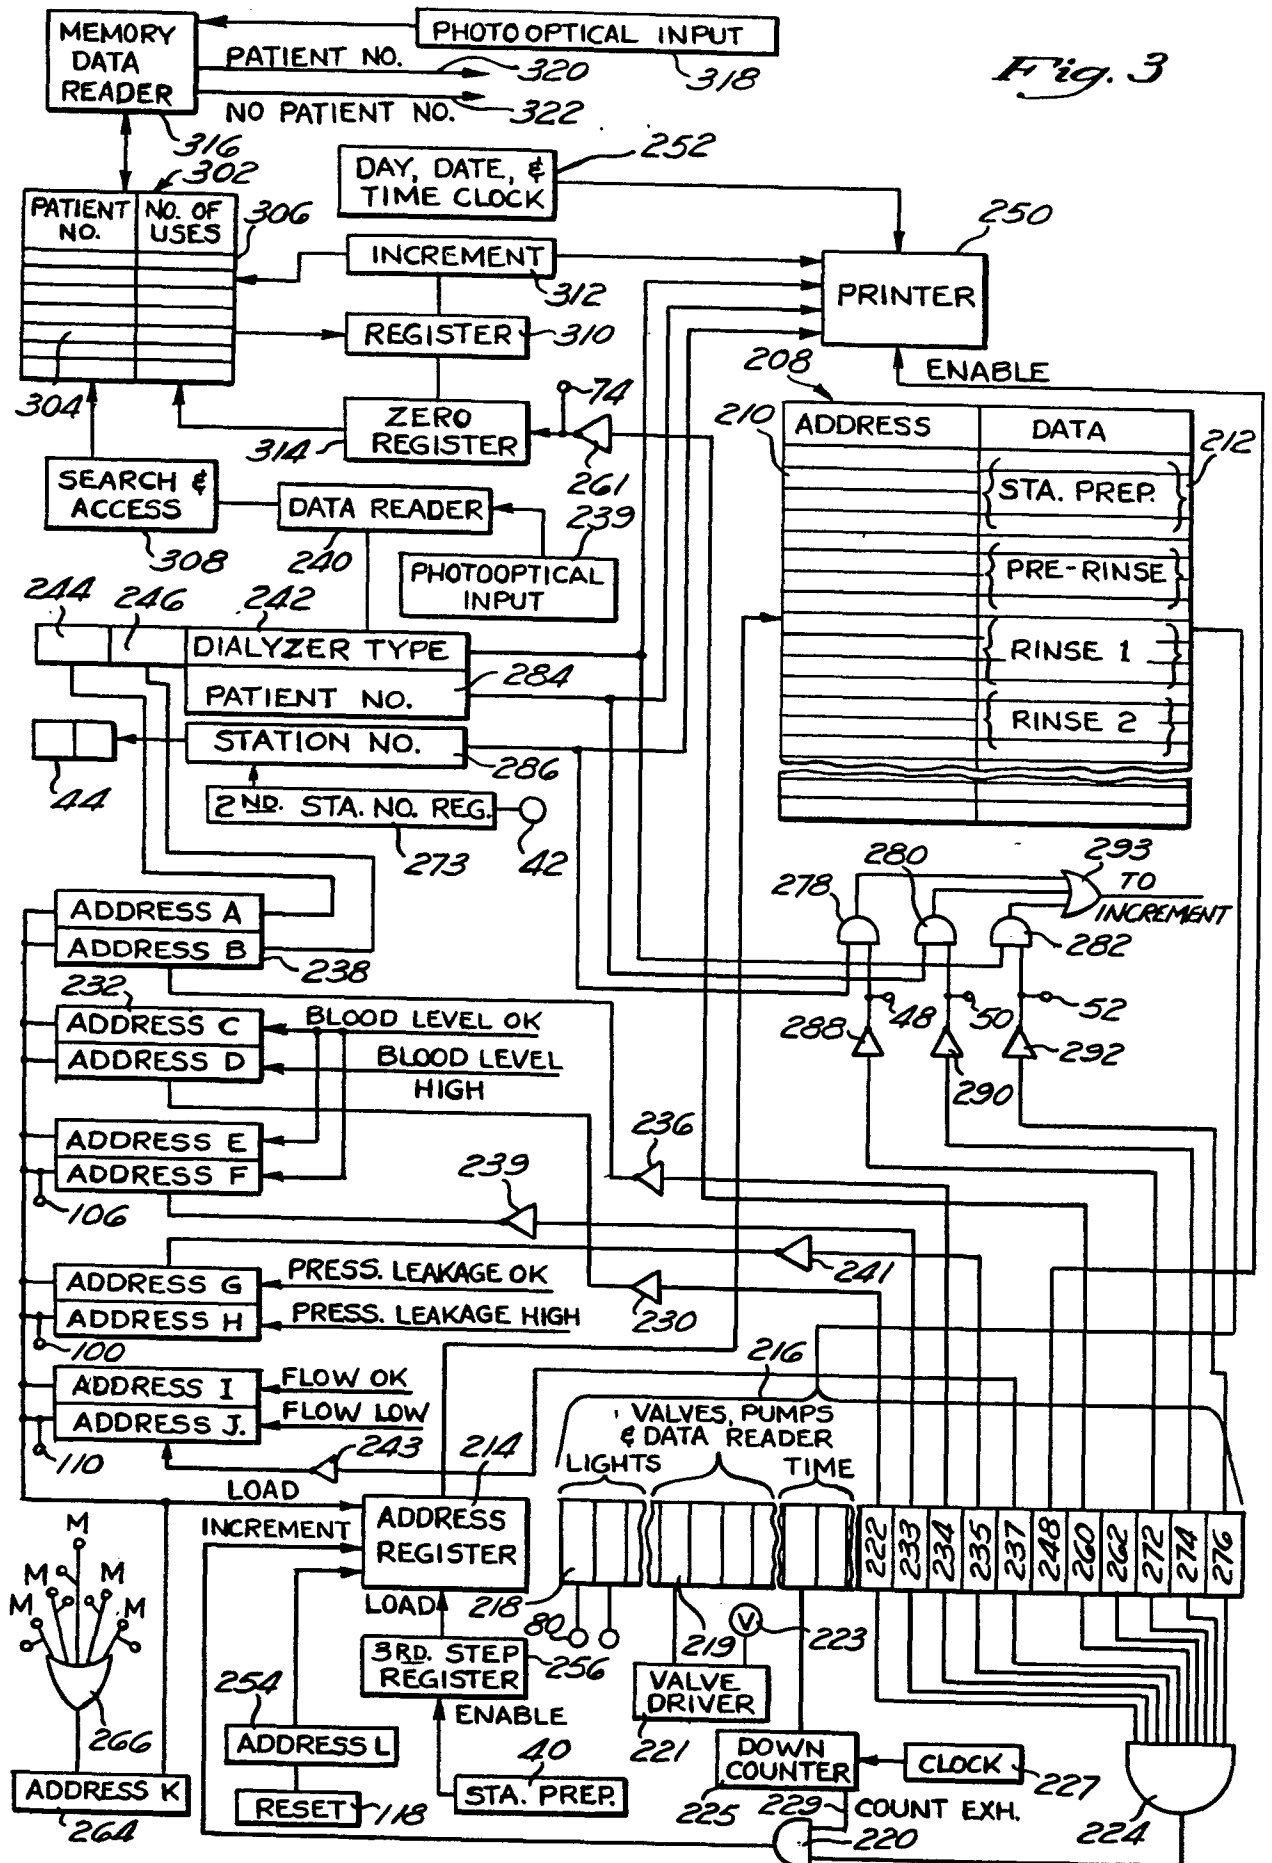 MEMORY
DATA
READER
PHOTOOPTICAL INPUT
318
Fig. 3
PATIENT NO.
320
NO PATIENT NO.
322
316
302
PATIENT
NO.
NO. OF
USES
306
304
DAY, DATE, &
TIME CLOCK
252
250
PRINTER
INCREMENT
312
REGISTER
310
ZERO
REGISTER
314
74
261
ENABLE
208
210
ADDRESS
DATA
212
STA. PREP.
PRE-RINSE
RINSE 1
RINSE 2
SEARCH &
ACCESS
308
DATA READER
240
239
PHOTOOPTICAL
INPUT
244
246
242
DIALYZER TYPE
PATIENT NO.
284
STATION NO.
286
44
2ND. STA. NO. REG.
273
42
278
280
293
TO
INCREMENT
282
ADDRESS A
ADDRESS B
238
232
ADDRESS C
BLOOD LEVEL OK
ADDRESS D
BLOOD LEVEL
HIGH
48
50
52
288
290
292
ADDRESS E
ADDRESS F
106
236
239
241
ADDRESS G
PRESS. LEAKAGE OK
ADDRESS H
PRESS. LEAKAGE HIGH
100
230
ADDRESS I
FLOW OK
ADDRESS J.
FLOW LOW
110
243
216
VALVES, PUMPS
& DATA READER
LIGHTS
TIME
LOAD
INCREMENT
214
ADDRESS
REGISTER
LOAD
218
219
80
V
223
222
233
234
235
237
248
260
262
272
274
276
M
M
M
M
M
266
ADDRESS K
264
254
ADDRESS L
RESET
118
3RD. STEP
REGISTER
256
ENABLE
40
STA. PREP.
VALVE
DRIVER
221
DOWN
COUNTER
225
CLOCK
227
229
COUNT EXH.
220
224